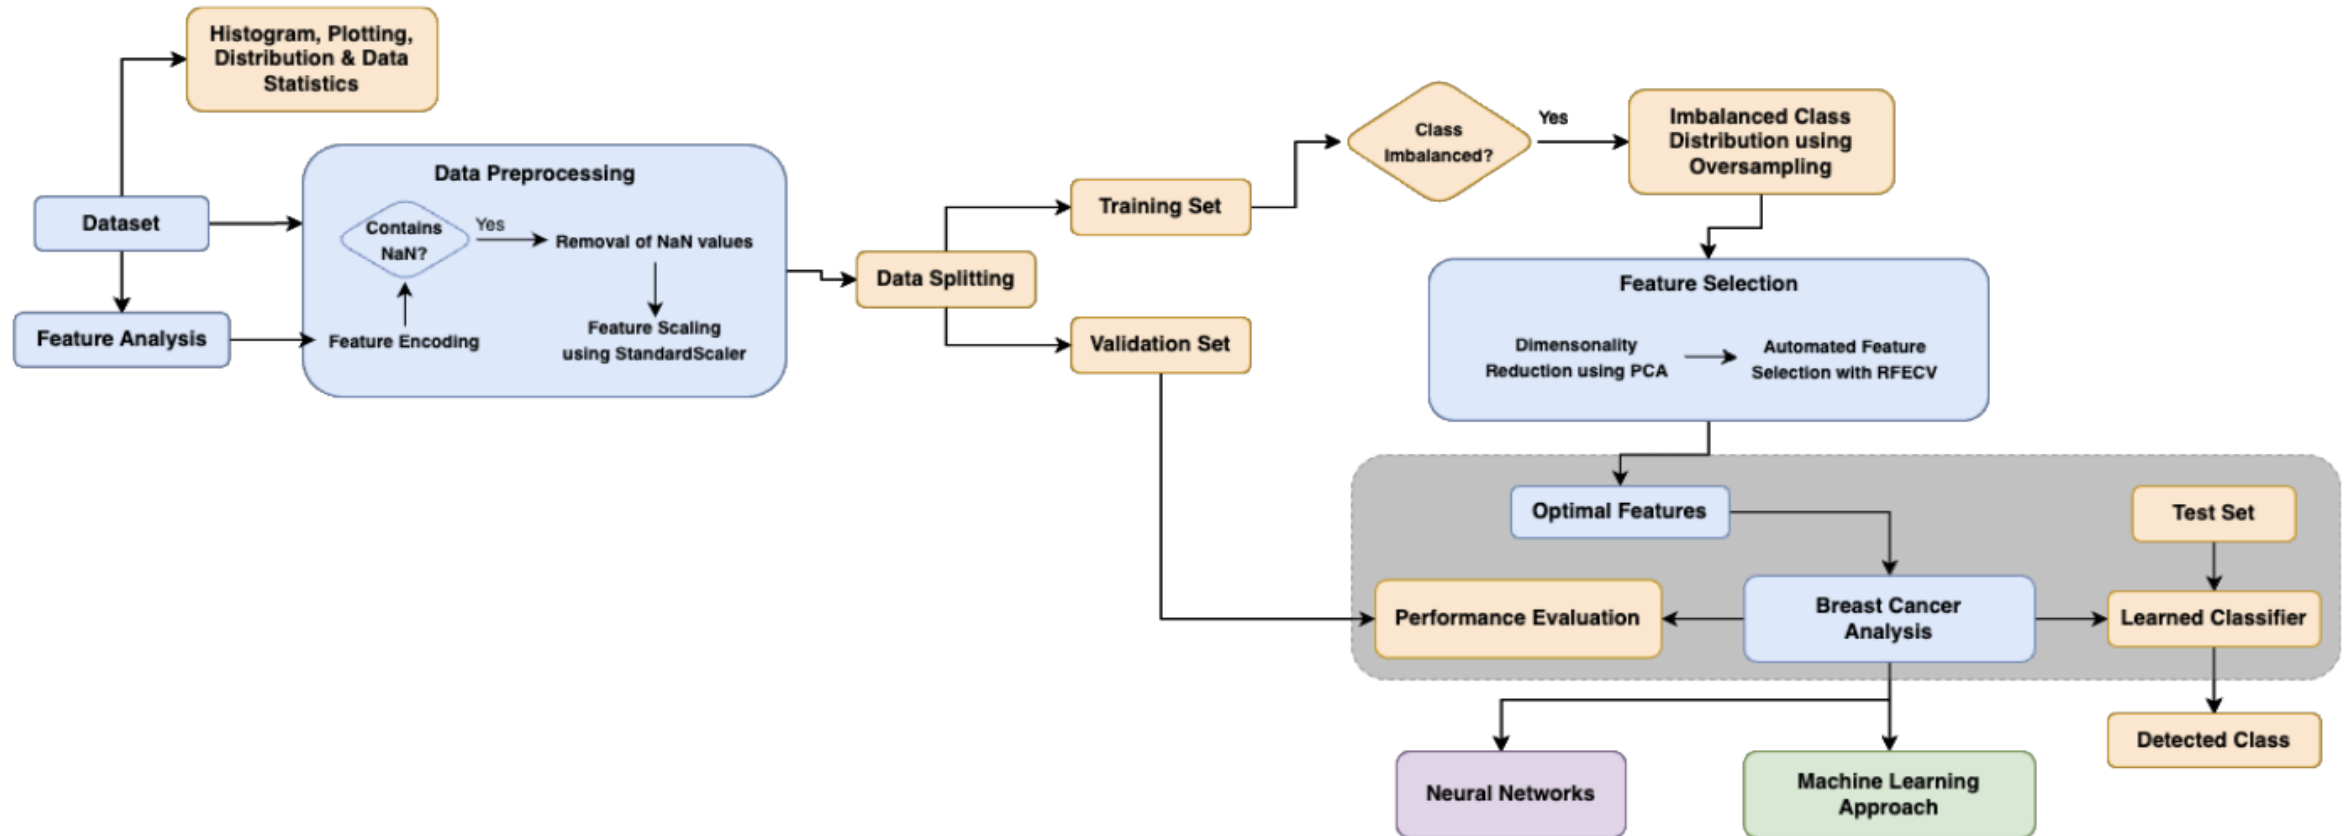 Histogram, Plotting,
Distribution & Data
Statistics
Dataset
Feature Analysis
Data Preprocessing
Contains
NaN?
Yes
Removal of NaN values
Feature Encoding
Feature Scaling
using StandardScaler
Data Splitting
Training Set
Validation Set
Class
Imbalanced?
Yes
Imbalanced Class
Distribution using
Oversampling
Feature Selection
Dimensonality
Reduction using PCA
Automated Feature
Selection with RFECV
Optimal Features
Test Set
Performance Evaluation
Breast Cancer
Analysis
Learned Classifier
Detected Class
Neural Networks
Machine Learning
Approach